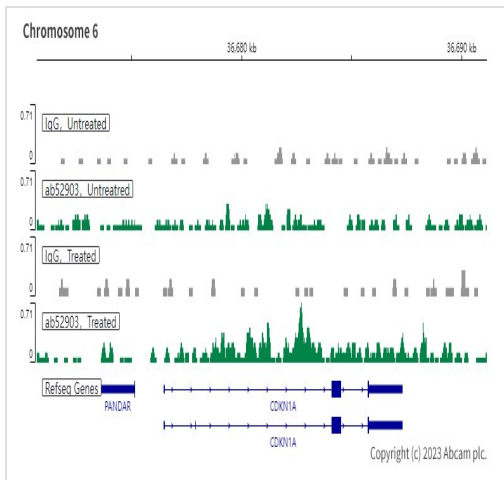 Chromosome 6
36,680 kb
36,690 kb
0.71
IgG, Untreated
0
0.71
ab52903, Untreatred
0
0.71
IgG, Treated
0
0.71
ab52903, Treated
0
Refseq Genes
PANDAR
CDKN1A
CDKN1A
Copyright (c) 2023 Abcam plc.